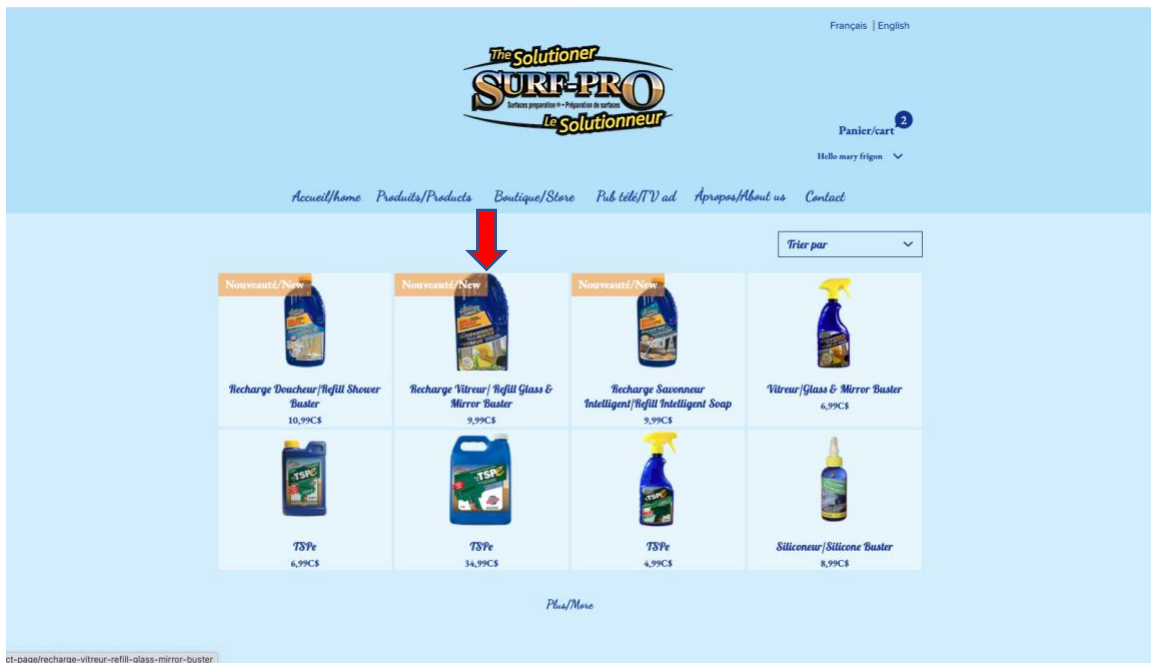 Français | English
The Solutioner
SURF-PRO
Surfaces preparation • Préparation de surfaces
Le Solutionneur
2
Panier/cart
Hello mary frigon
Accueil/home Produits/Products Boutique/Store Pub télé/TV ad Àpropos/About us Contact
Trier par
Nouveauté/New Nouveauté/New Nouveauté/New
Recharge Doucheur/Refill Shower
Buster
10,99C$
Recharge Vitreur/ Refill Glass &
Mirror Buster
9,99C$
Recharge Savonneur
Intelligent/Refill Intelligent Soap
9,99C$
Vitreur/Glass & Mirror Buster
6,99C$
TSPe
TSPe
TSPe
TSPe
6,99C$
TSPe
34,99C$
TSPe
4,99C$
Siliconeur/Silicone Buster
8,99C$
Plus/More
ct-page/recharge-vitreur-refill-glass-mirror-buster